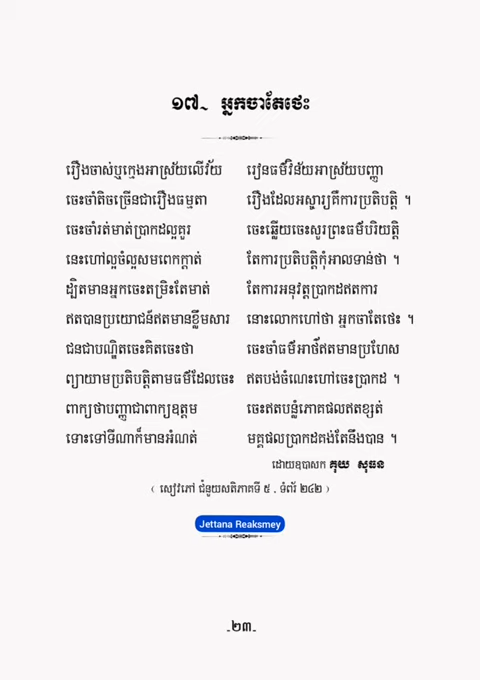 ១៧~ អ្នកចាតែថេះ
រឿងចាស់ឬក្មេងអាស្រ័យលើវ័យ រៀនធម៌វិន័យអាស្រ័យបញ្ញា
ចេះចាំតិចច្រើនជារឿងធម្មតា រឿងដែលអស្ចារ្យគឺការប្រតិបត្តិ ។
ចេះចាំរត់មាត់ប្រាកដល្អគួរ ចេះឆ្លើយចេះសួរព្រះធម៌បរិយត្តិ
នេះហៅល្អចំល្អសមពេកក្តាត់ តែការប្រតិបត្តិកុំអាលទាន់ថា ។
ដ្បិតមានអ្នកចេះតម្រិះតែមាត់ តែការអនុវត្តប្រាកដឥតការ
ឥតបានប្រយោជន៍ឥតមានខ្លឹមសារ នោះលោកហៅថា អ្នកចាតែថេះ ។
ជនជាបណ្ឌិតចេះគិតចេះថា ចេះចាំធម៌អាថ៌ឥតមានប្រហែស
ព្យាយាមប្រតិបត្តិតាមធម៌ដែលចេះ ឥតបង់ចំណេះហៅចេះប្រាកដ ។
ពាក្យថាបញ្ញាជាពាក្យឧត្តម ចេះឥតបន្លំភោគផលឥតខ្សត់
ទោះទៅទីណាក៏មានអំណត់ មគ្គផលប្រាកដគង់តែនឹងបាន ។
ដោយឧបាសក គុយ សុធន
( សៀវភៅ ជំនួយសតិភាគទី ៥ . ទំព័រ ២៤២ )
Jettana Reaksmey
-២៣-